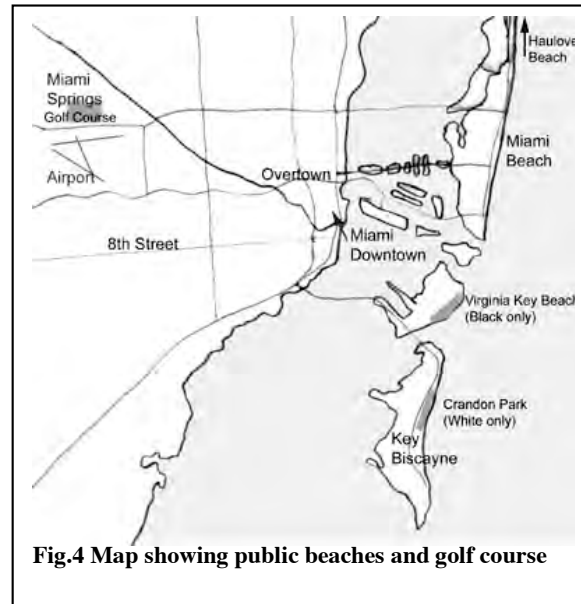 Haulove
Beach
Miami
Springs
Golf Course
Miami
Beach
Overtown
Airport
8th Street
Miami
Downtown
Virginia Key Beach
(Black only)
Crandon Park
(White only)
Key
Biscayne
Fig.4 Map showing public beaches and golf course